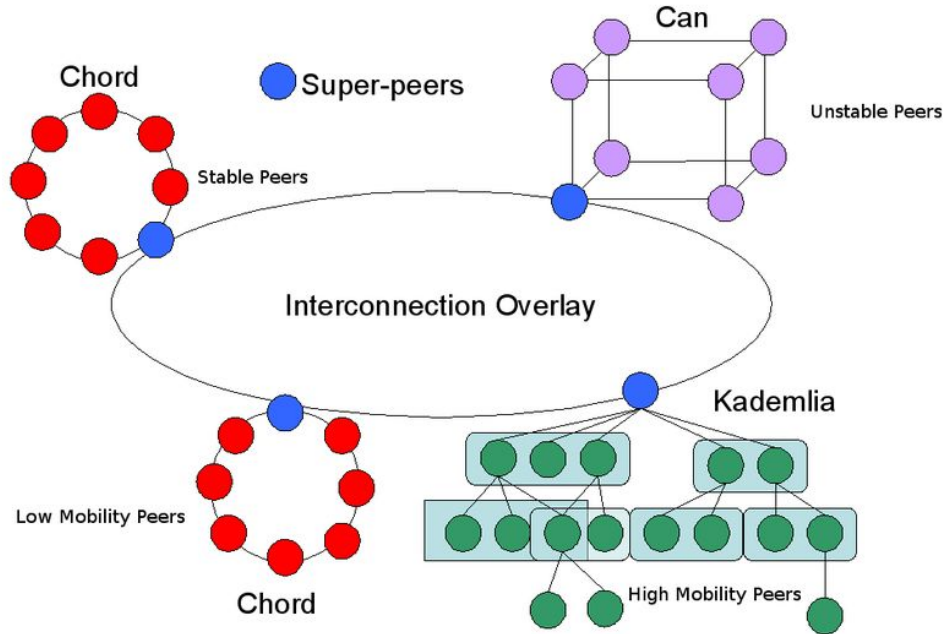 Can
Chord
Super-peers
Unstable Peers
Stable Peers
Interconnection Overlay
Kademlia
Low Mobility Peers
High Mobility Peers
Chord